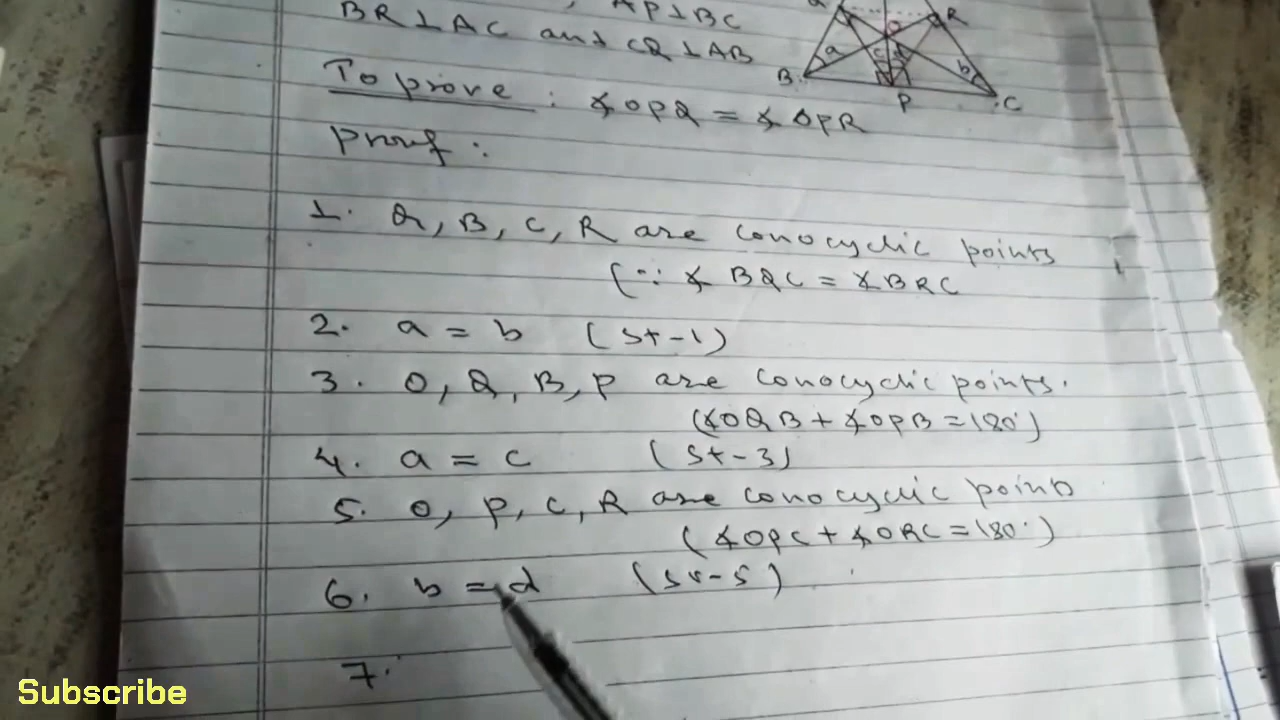 AP⊥BC
BR⊥AC and CQ⊥AB
To prove : ∡OPQ = ∡OPR
Proof :
1. Q, B, C, R are conocyclic points
(∵ ∡BQC = ∡BRC
2. a = b (st-1)
3. O, Q, B, P are conocyclic points.
(∡OQB + ∡OPB = 180°)
4. a = c (st-3)
5. O, P, C, R are conocyclic points
(∡OPC + ∡ORC = 180°)
6. b = d (st-5)
7.
Q R
O
a c d b
B P C
Subscribe